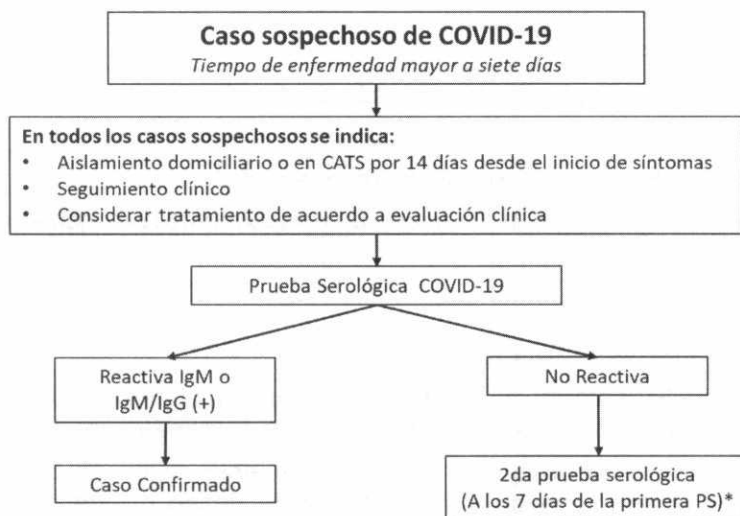 Caso sospechoso de COVID-19
Tiempo de enfermedad mayor a siete días
En todos los casos sospechosos se indica:
• Aislamiento domiciliario o en CATS por 14 días desde el inicio de síntomas
• Seguimiento clínico
• Considerar tratamiento de acuerdo a evaluación clínica
Prueba Serológica COVID-19
Reactiva IgM o
IgM/IgG (+)
No Reactiva
Caso Confirmado
2da prueba serológica
(A los 7 días de la primera PS)*